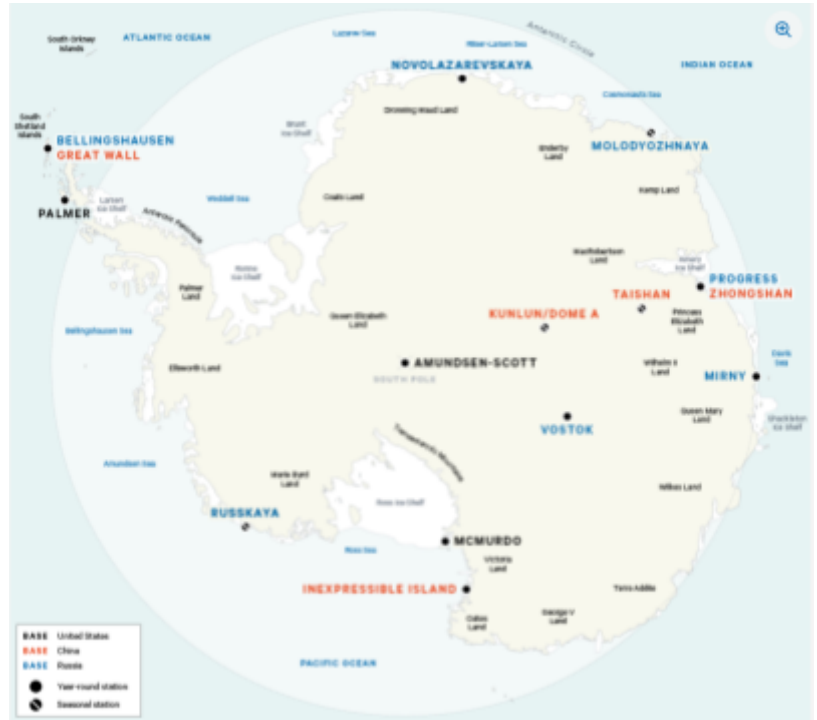 South Orkney
Islands
ATLANTIC OCEAN
Lazarev Sea
Riiser-Larsen Sea
Antarctic Circle
INDIAN OCEAN
NOVOLAZAREVSKAYA
Cosmonauts Sea
Dronning Maud Land
South
Shetland
Islands
BELLINGSHAUSEN
GREAT WALL
Brunt
Ice Shelf
Enderby
Land
MOLODYOZHNAYA
PALMER
Larsen
Ice Shelf
Antarctic Peninsula
Weddell Sea
Coats Land
Kemp Land
Ronne
Ice Shelf
MacRobertson
Land
Amery
Ice Shelf
Palmer
Land
PROGRESS
ZHONGSHAN
TAISHAN
KUNLUN/DOME A
Queen Elizabeth
Land
Princess
Elizabeth
Land
Bellingshausen Sea
Ellsworth Land
AMUNDSEN-SCOTT
SOUTH POLE
Wilhelm II
Land
MIRNY
Davis
Sea
VOSTOK
Queen Mary
Land
Shackleton
Ice Shelf
Transantarctic Mountains
Amundsen Sea
Marie Byrd
Land
Ross Ice Shelf
Wilkes Land
RUSSKAYA
Ross Sea
MCMURDO
Victoria
Land
INEXPRESSIBLE ISLAND
Terre Adélie
Oates
Land
George V
Land
PACIFIC OCEAN
BASE United States
BASE China
BASE Russia
Year-round station
Seasonal station